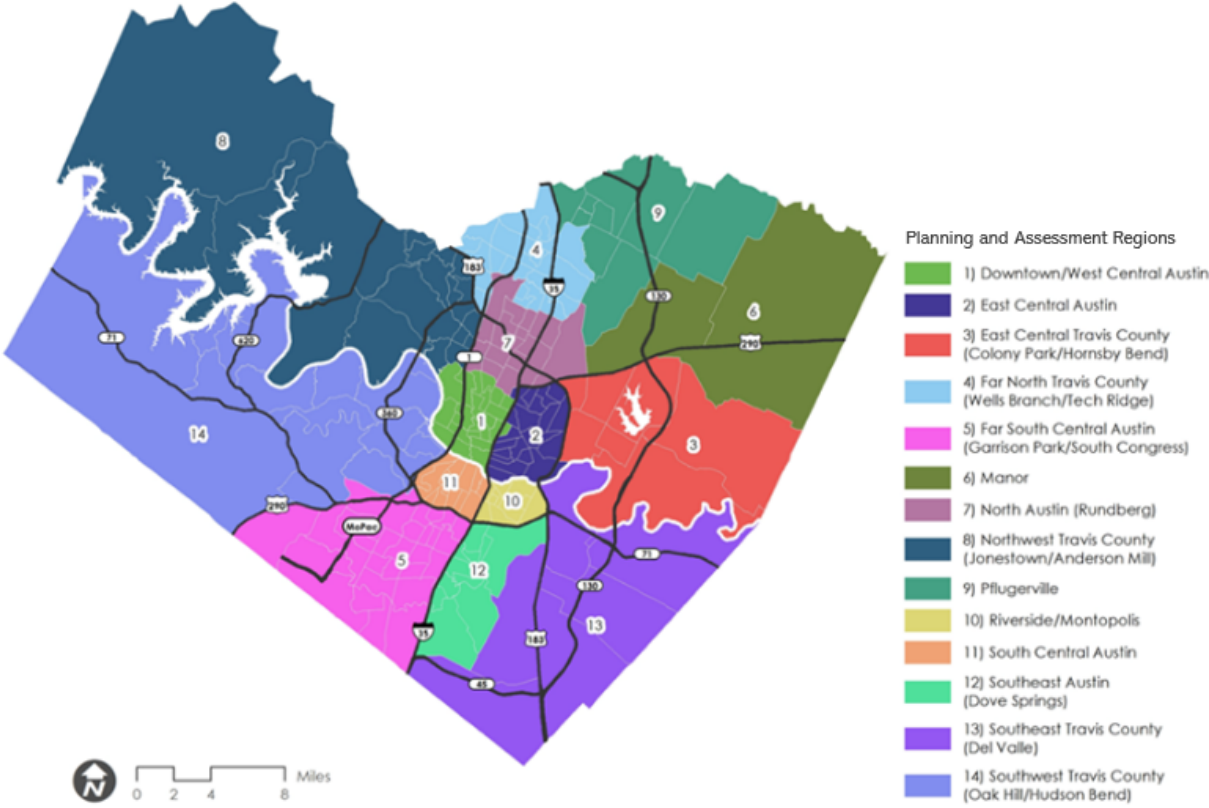 8
9
183
4
35
130
6
7
290
71
620
1
360
1
2
3
14
11
10
290
MoPac
5
12
71
130
35
183
13
45
N
0 2 4 8 Miles
Planning and Assessment Regions
1) Downtown/West Central Austin
2) East Central Austin
3) East Central Travis County
(Colony Park/Hornsby Bend)
4) Far North Travis County
(Wells Branch/Tech Ridge)
5) Far South Central Austin
(Garrison Park/South Congress)
6) Manor
7) North Austin (Rundberg)
8) Northwest Travis County
(Jonestown/Anderson Mill)
9) Pflugerville
10) Riverside/Montopolis
11) South Central Austin
12) Southeast Austin
(Dove Springs)
13) Southeast Travis County
(Del Valle)
14) Southwest Travis County
(Oak Hill/Hudson Bend)